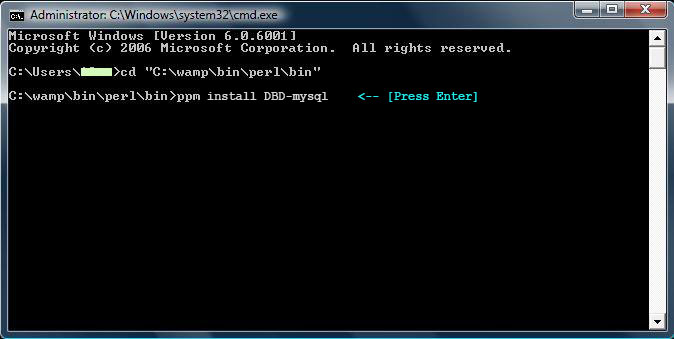 Administrator: C:\Windows\system32\cmd.exe
Microsoft Windows [Version 6.0.6001]
Copyright (c) 2006 Microsoft Corporation.  All rights reserved.
C:\Users\>cd "C:\wamp\bin\perl\bin"
C:\wamp\bin\perl\bin>ppm install DBD-mysql    <-- [Press Enter]